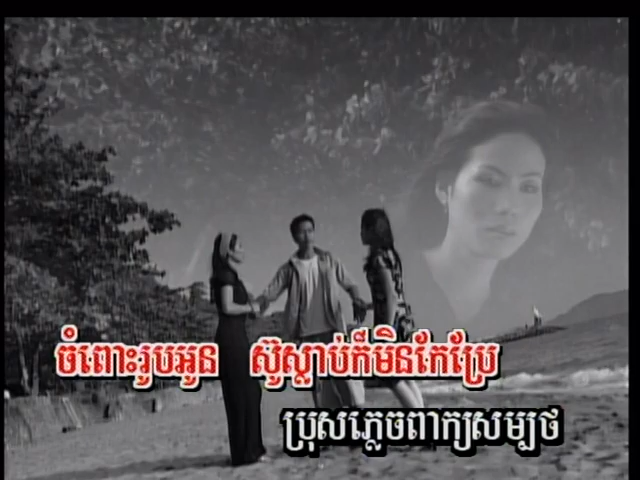 ចំពោះរូបអូន ស៊ូស្លាប់ក៏មិនកែប្រែ
ប្រុសភ្លេចពាក្យសម្បថ